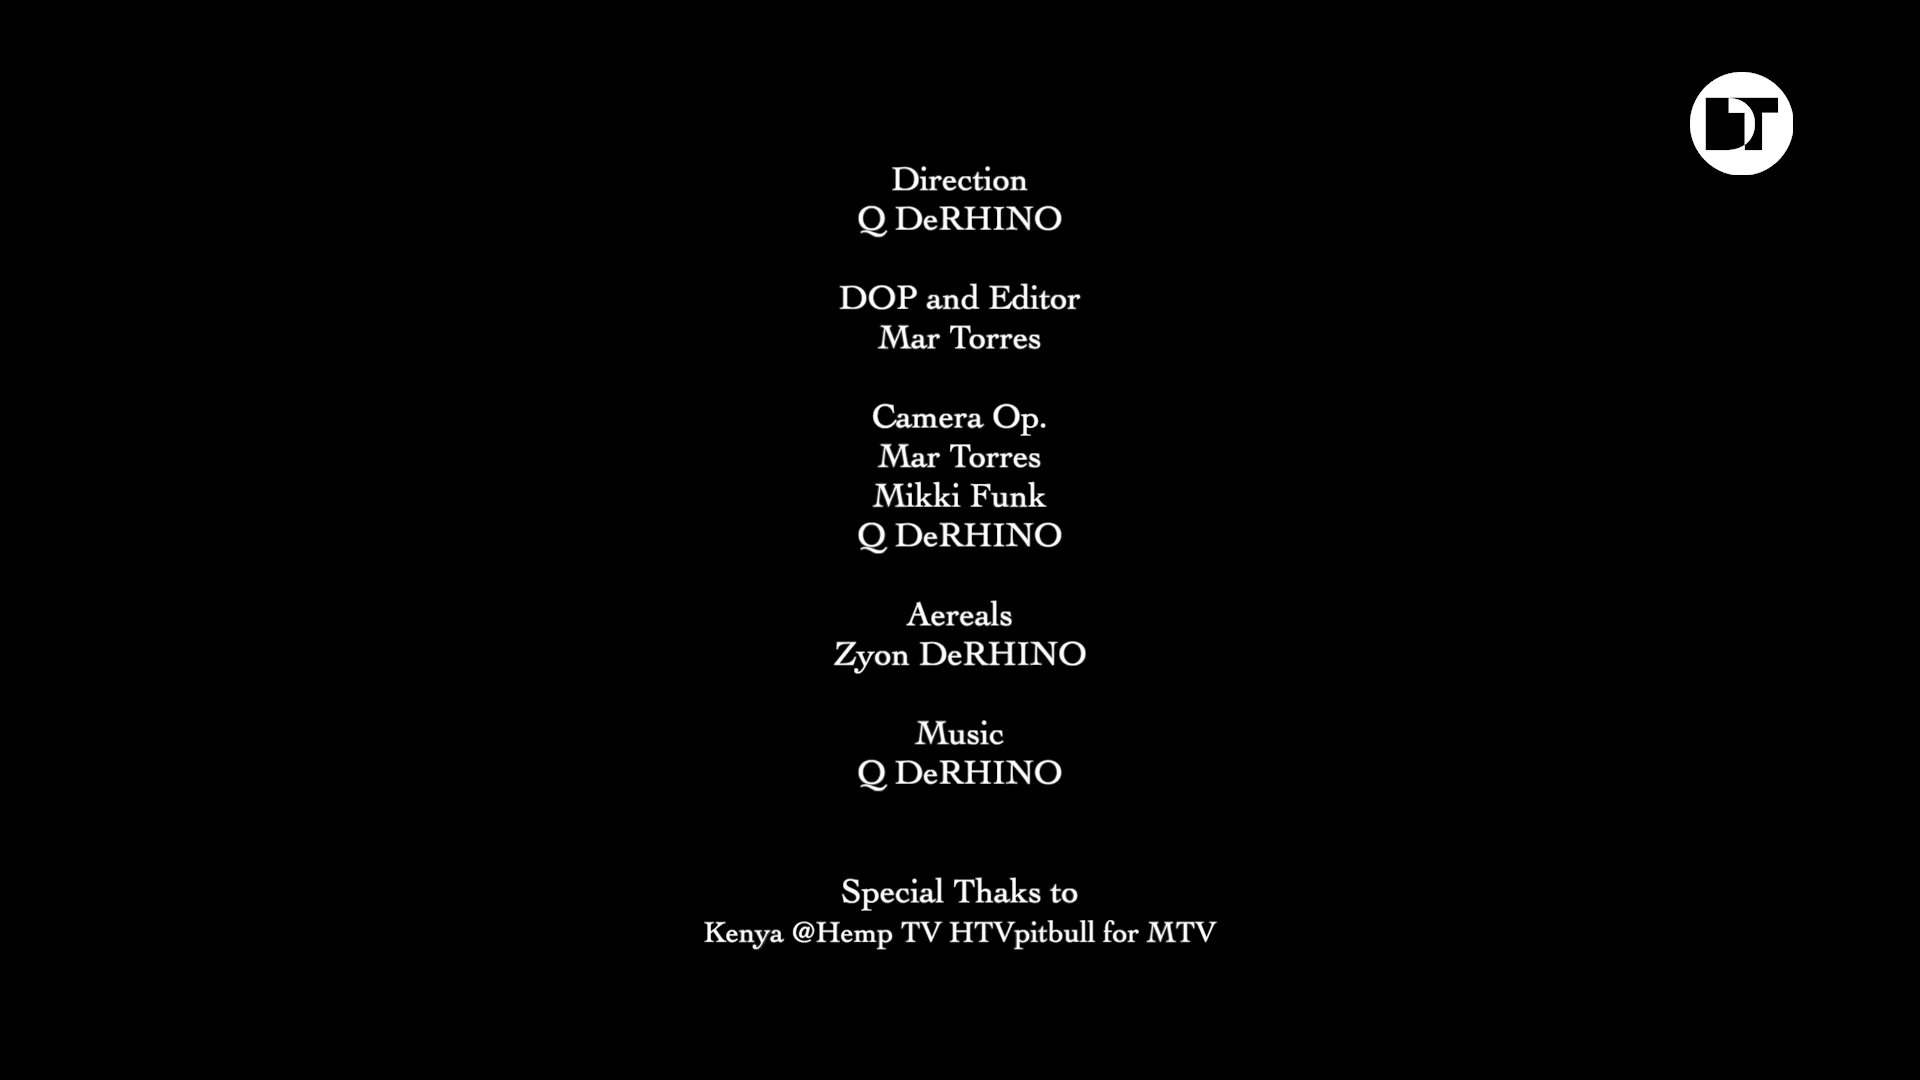 DT
Direction
Q DeRHINO
DOP and Editor
Mar Torres
Camera Op.
Mar Torres
Mikki Funk
Q DeRHINO
Aereals
Zyon DeRHINO
Music
Q DeRHINO
Special Thaks to
Kenya @Hemp TV HTVpitbull for MTV